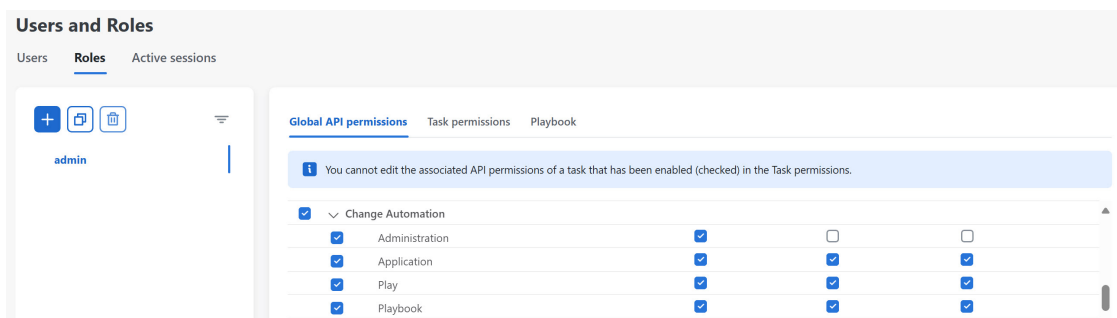 Users and Roles
Users Roles Active sessions
Global API permissions Task permissions Playbook
admin
You cannot edit the associated API permissions of a task that has been enabled (checked) in the Task permissions.
Change Automation
Administration
Application
Play
Playbook